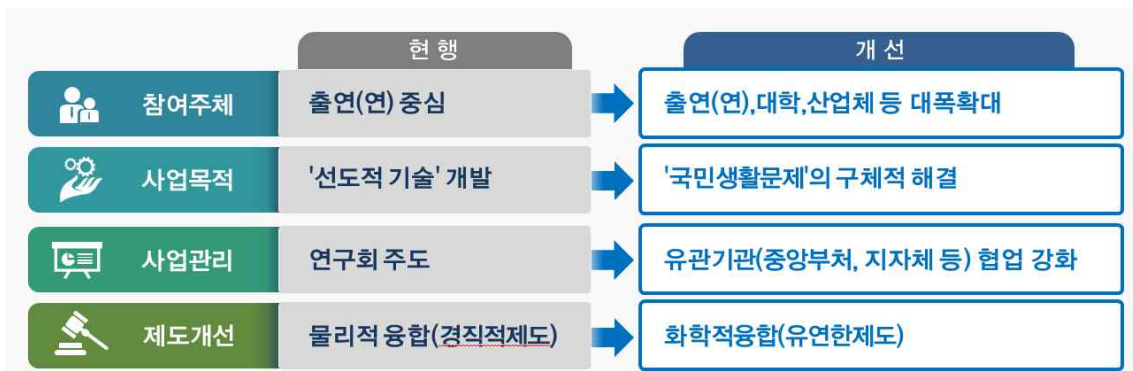 현 행
개 선
참여주체
출연(연) 중심
출연(연),대학,산업체 등 대폭확대
사업목적
'선도적 기술' 개발
'국민생활문제'의 구체적 해결
사업관리
연구회 주도
유관기관(중앙부처, 지자체 등) 협업 강화
제도개선
물리적 융합(경직적제도)
화학적융합(유연한제도)